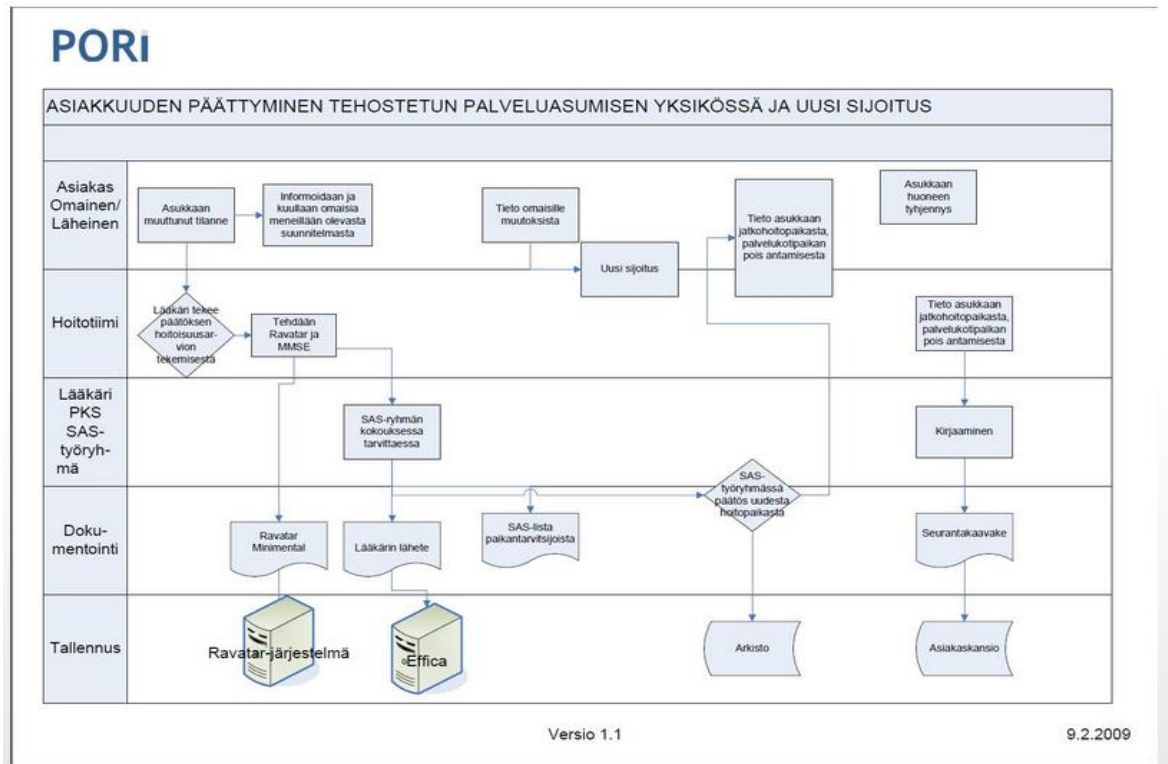 PORi
ASIAKKUUDEN PÄÄTTYMINEN TEHOSTETUN PALVELUASUMISEN YKSIKÖSSÄ JA UUSI SIJOITUS
Asiakas
Omainen/
Läheinen
Asukkaan
muuttunut tilanne
Informoidaan ja
kuullaan omaisia
meneillään olevasta
suunnitelmasta
Tieto omaisille
muutoksista
Uusi sijoitus
Tieto asukkaan
jatkohoitopaikasta,
palvelukotipaikan
pois antamisesta
Asukkaan
huoneen
tyhjennys
Hoitotiimi
Lääkäri tekee
päätöksen
hoitoisuusar-
vion
tekemisestä
Tehdään
Ravatar ja
MMSE
Tieto asukkaan
jatkohoitopaikasta,
palvelukotipaikan
pois antamisesta
Lääkäri
PKS
SAS-
työryh-
mä
SAS-ryhmän
kokouksessa
tarvittaessa
SAS-
työryhmässä
päätös uudesta
hoitopaikasta
Kirjaaminen
Doku-
mentointi
Ravatar
Minimental
Lääkärin lähete
SAS-lista
paikantarvitsijoista
Seurantakaavake
Tallennus
Ravatar-järjestelmä
Effica
Arkisto
Asiakaskansio
Versio 1.1
9.2.2009